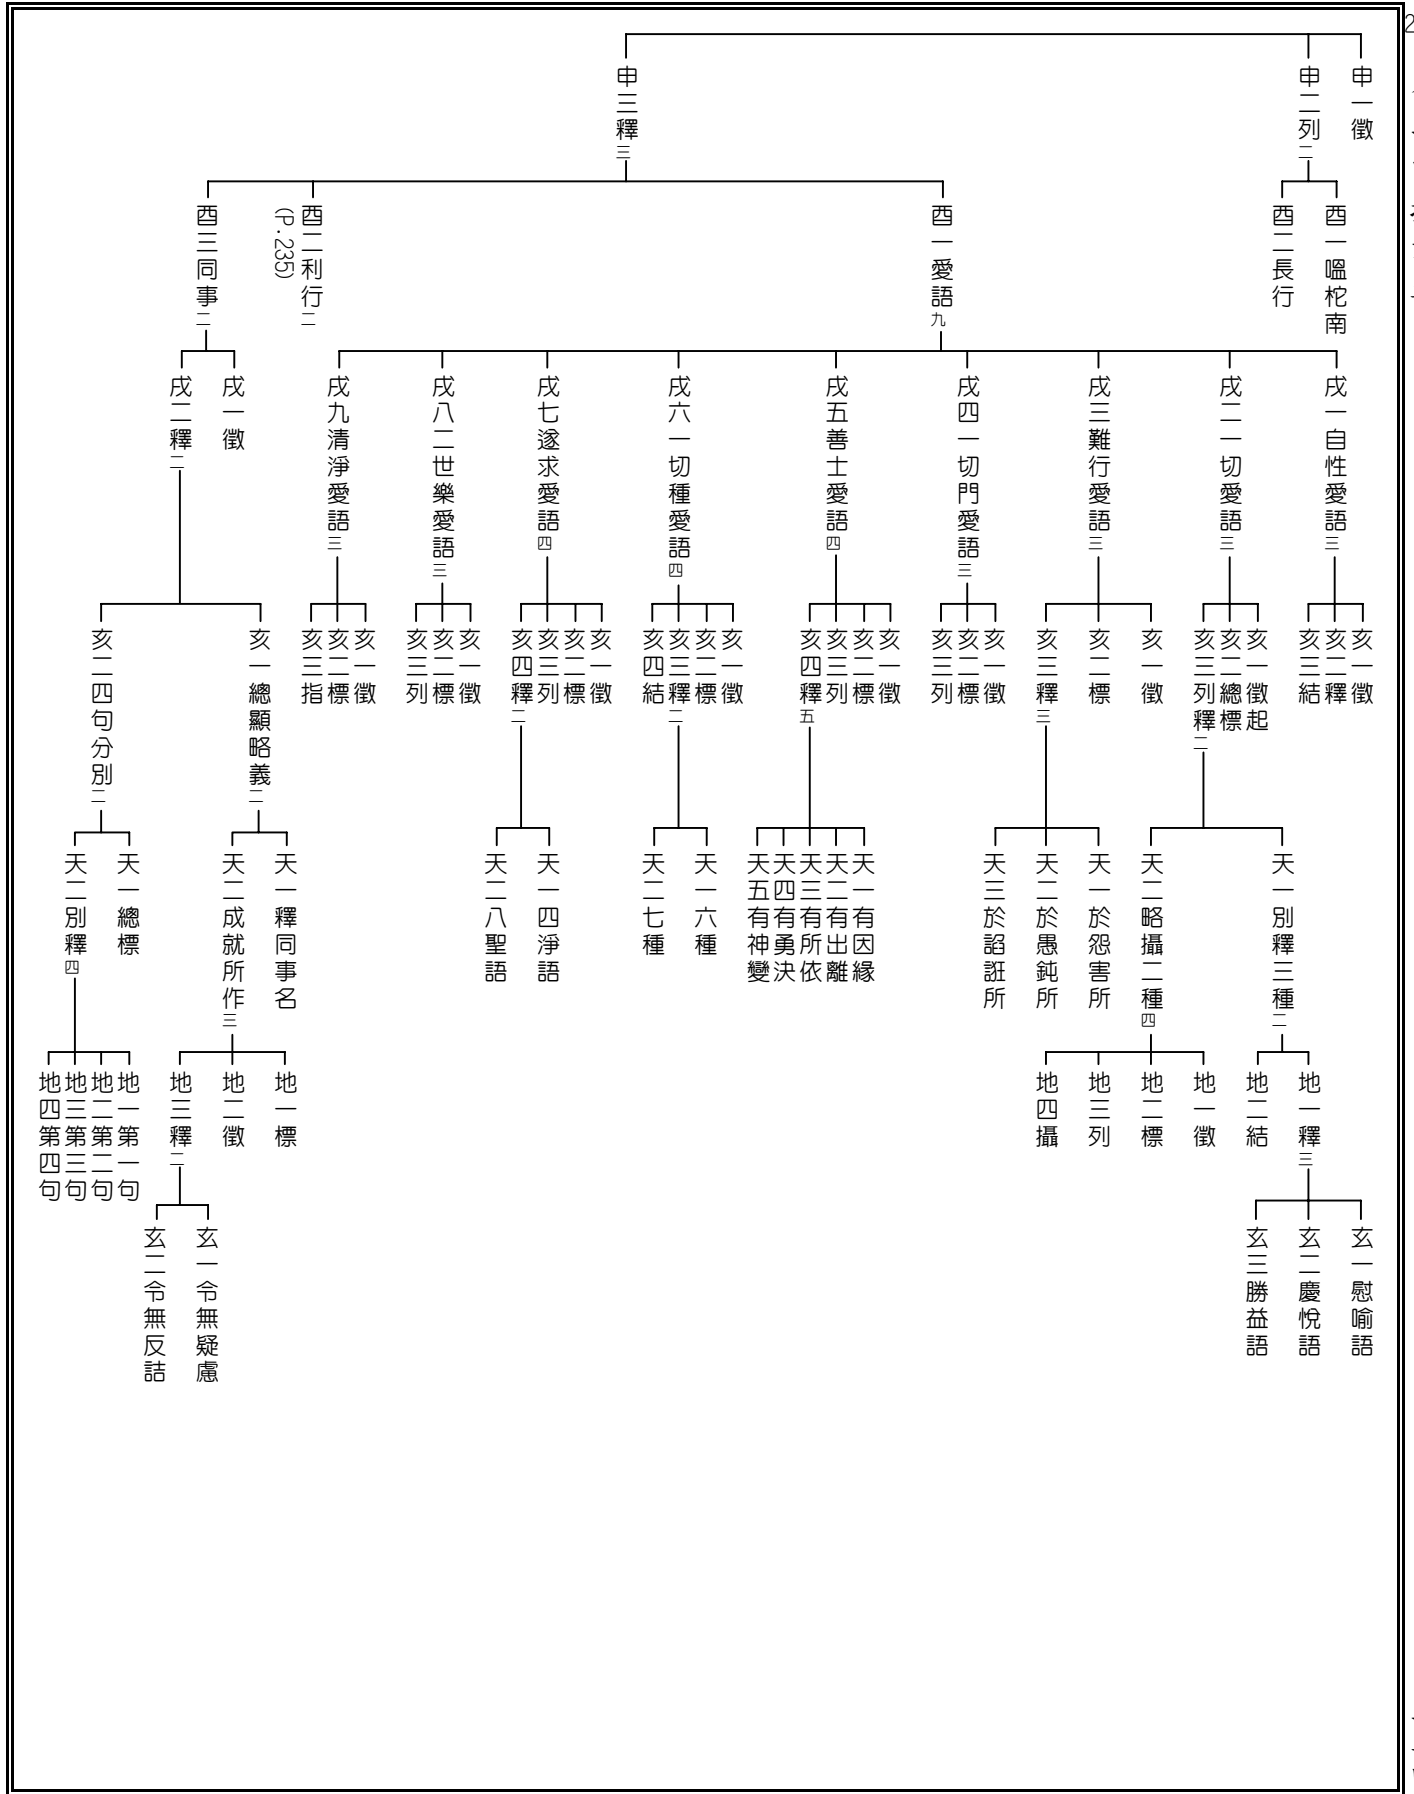 2
申一徵
申二列二
申三釋三
酉一嗢柁南
酉二長行
酉一愛語九
酉二利行二
(P.235)
酉三同事二
戌一自性愛語三
戌二一切愛語三
戌三難行愛語三
戌四一切門愛語三
戌五善士愛語四
戌六一切種愛語四
戌七遂求愛語四
戌八二世樂愛語三
戌九清淨愛語三
戌一徵
戌二釋二
亥一徵
亥二釋
亥三結
亥一徵起
亥二總標
亥三列釋二
亥一徵
亥二標
亥三釋三
亥一徵
亥二標
亥三列
亥一徵
亥二標
亥三列
亥四釋五
亥一徵
亥二標
亥三釋二
亥四結
亥一徵
亥二標
亥三列
亥四釋二
亥一徵
亥二標
亥三列
亥一徵
亥二標
亥三指
亥一總顯略義二
亥二四句分別二
天一別釋三種二
天二略攝二種四
天一於怨害所
天二於愚鈍所
天三於諂誑所
天一有因緣
天二有出離
天三有所依
天四有勇決
天五有神變
天一六種
天二七種
天一四淨語
天二八聖語
天一釋同事名
天二成就所作三
天一總標
天二別釋四
地一釋三
地二結
地一徵
地二標
地三列
地四攝
地一標
地二徵
地三釋二
地一第一句
地二第二句
地三第三句
地四第四句
玄一慰喻語
玄二慶悅語
玄三勝益語
玄一令無疑慮
玄二令無反詰